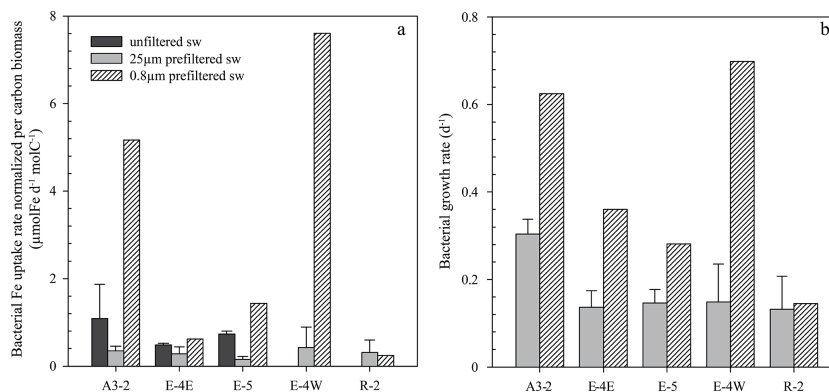 a
unfiltered sw
25µm prefiltered sw
0.8µm prefiltered sw
Bacterial Fe uptake rate normalized per carbon biomass
(µmolFe d⁻¹ molC⁻¹)
8
6
4
2
0
A3-2 E-4E E-5 E-4W R-2
b
Bacterial growth rate (d⁻¹)
0.8
0.6
0.4
0.2
0
A3-2 E-4E E-5 E-4W R-2